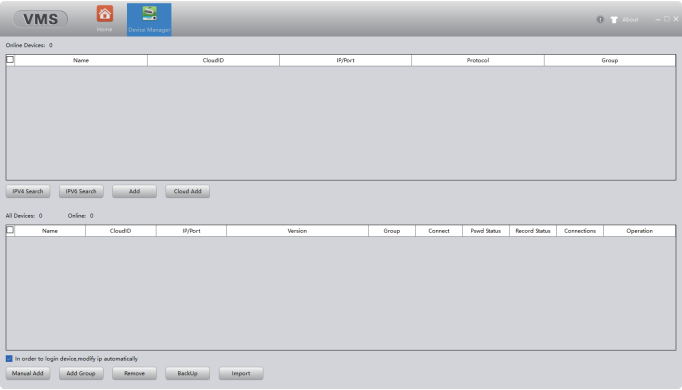 VMS
Home
Device Manager
About
Online Devices: 0
Name CloudID IP/Port Protocol Group
IPV4 Search IPV6 Search Add Cloud Add
All Devices: 0 Online: 0
Name CloudID IP/Port Version Group Connect Pswd Status Record Status Connections Operation
In order to login device,modify ip automatically
Manual Add Add Group Remove BackUp Import